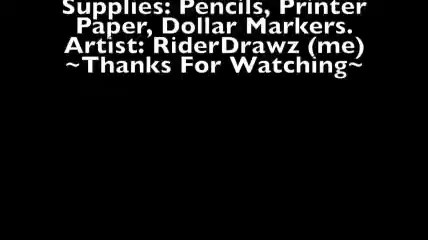 Supplies: Pencils, Printer
Paper, Dollar Markers.
Artist: RiderDrawz (me)
~Thanks For Watching~